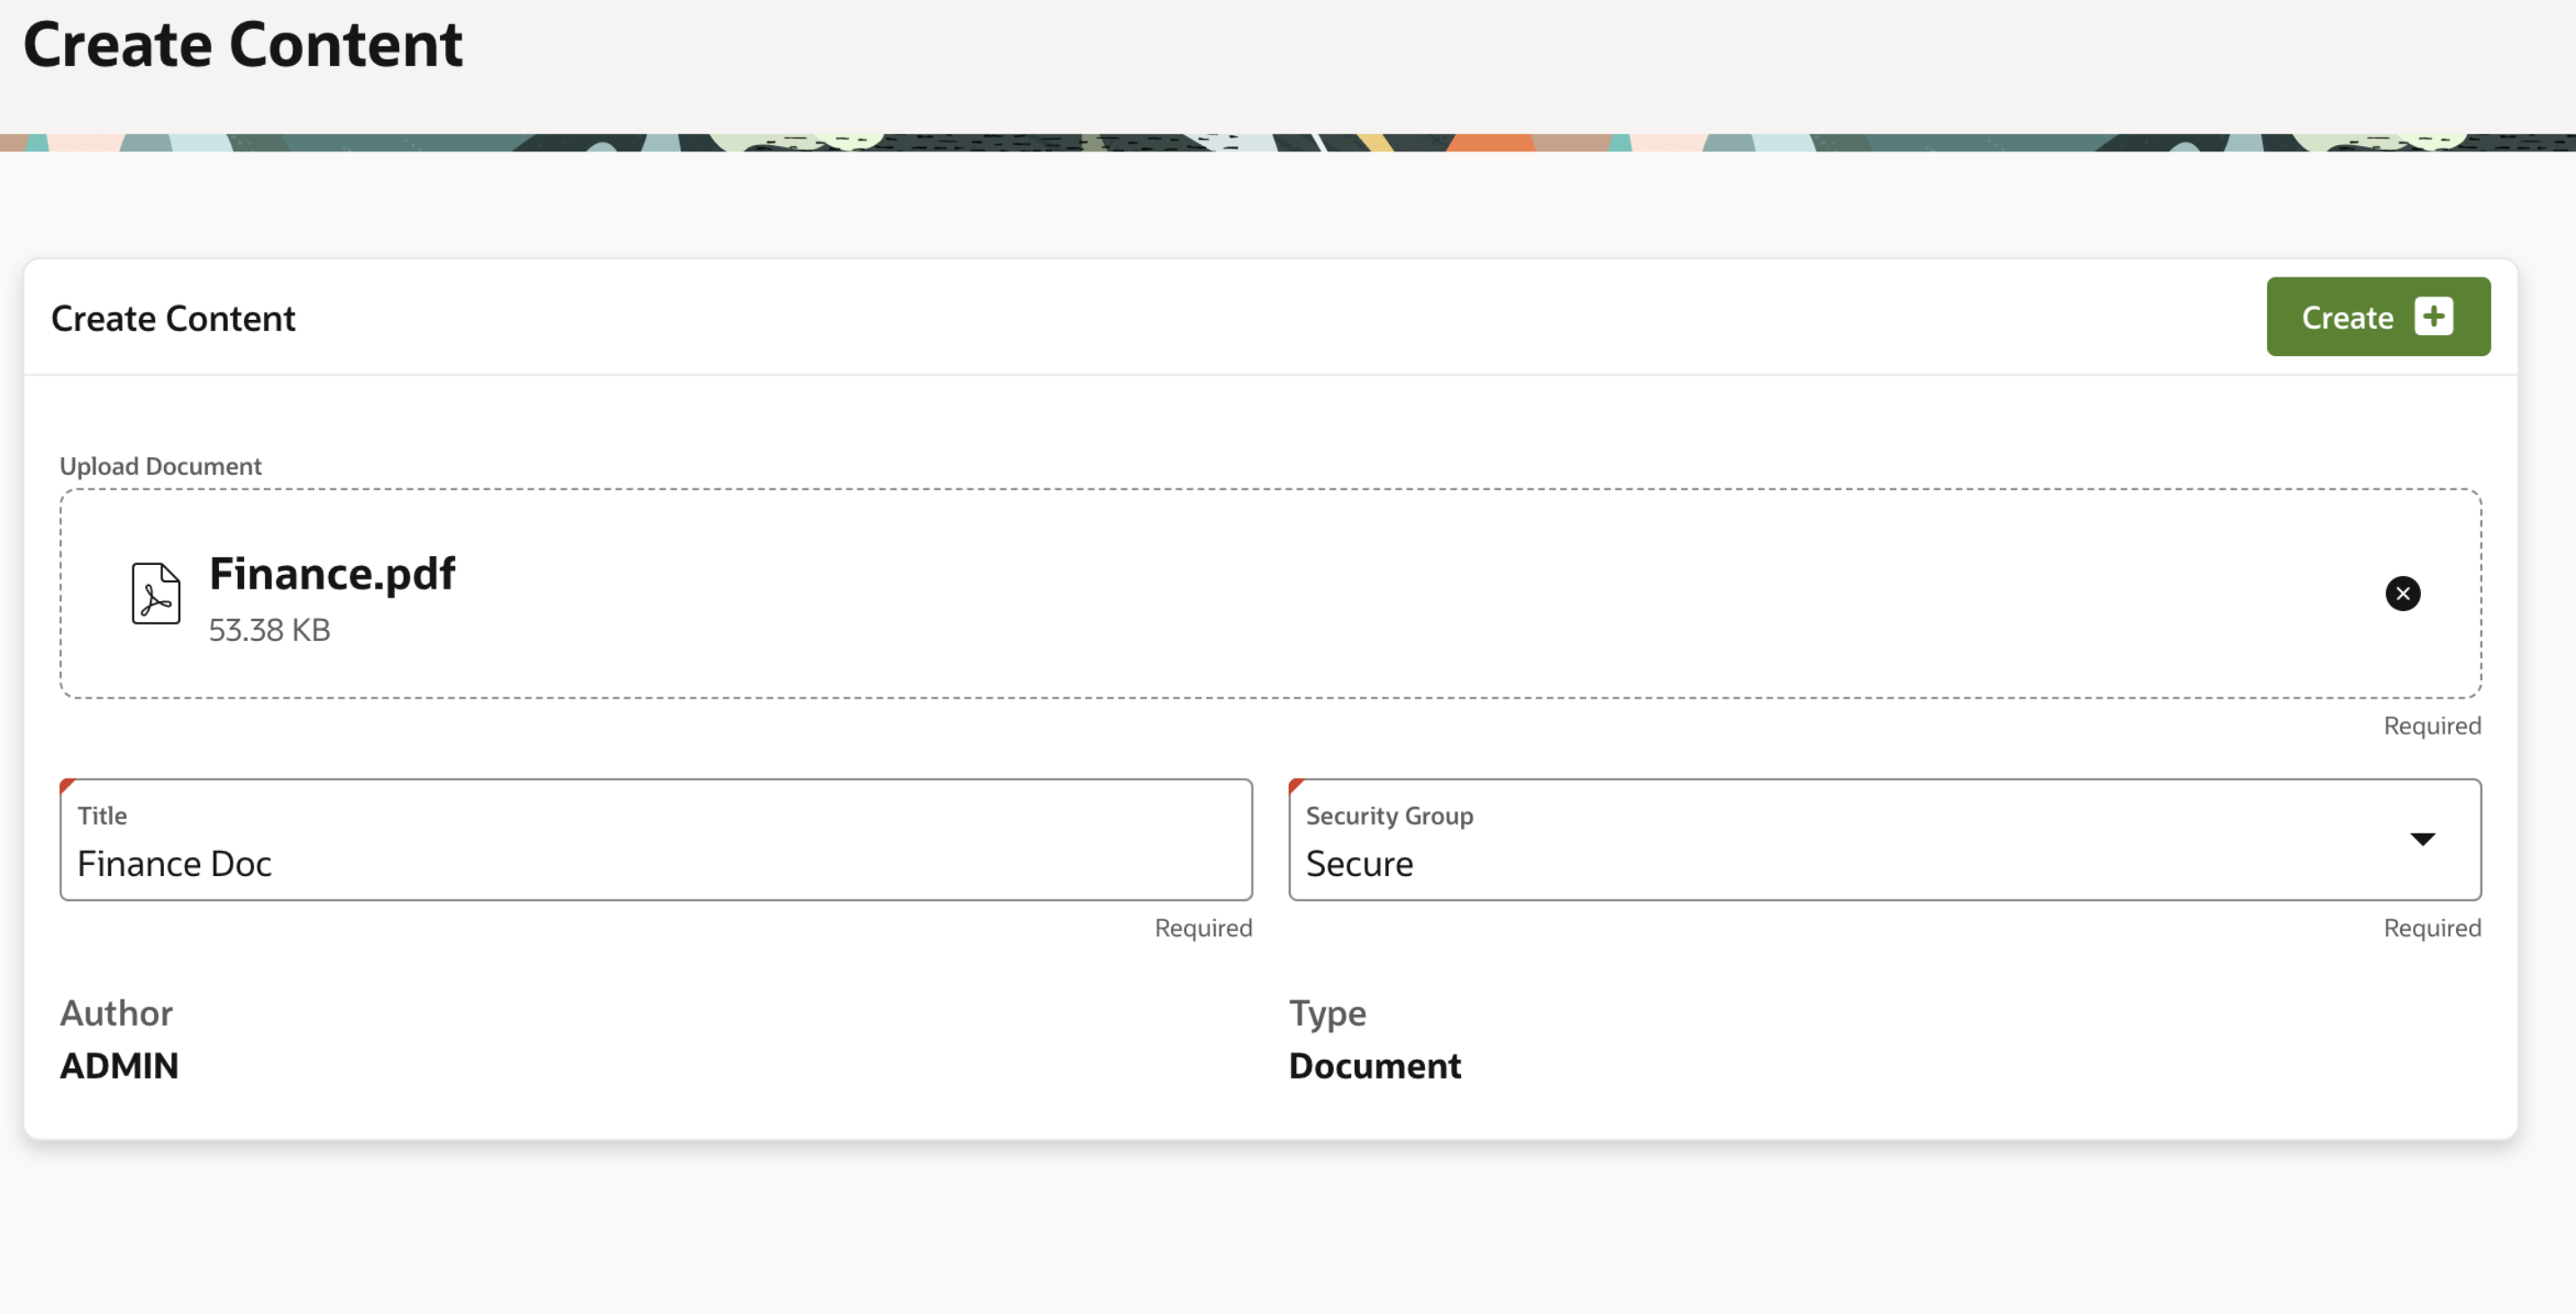 Create Content
Create Content
Create
Upload Document
Finance.pdf
53.38 KB
Required
Title
Finance Doc
Required
Security Group
Secure
Required
Author
ADMIN
Type
Document